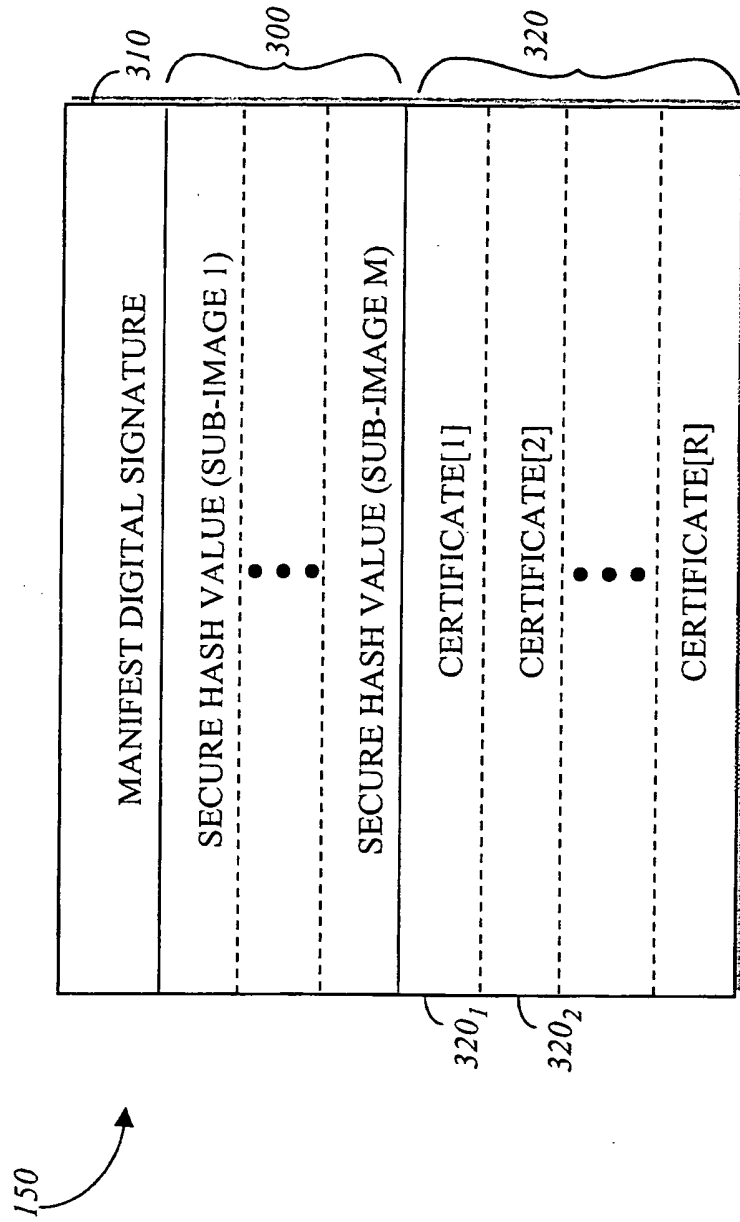 150
MANIFEST DIGITAL SIGNATURE
310
SECURE HASH VALUE (SUB-IMAGE 1)
300
SECURE HASH VALUE (SUB-IMAGE M)
320₁
CERTIFICATE[1]
320
320₂
CERTIFICATE[2]
CERTIFICATE[R]